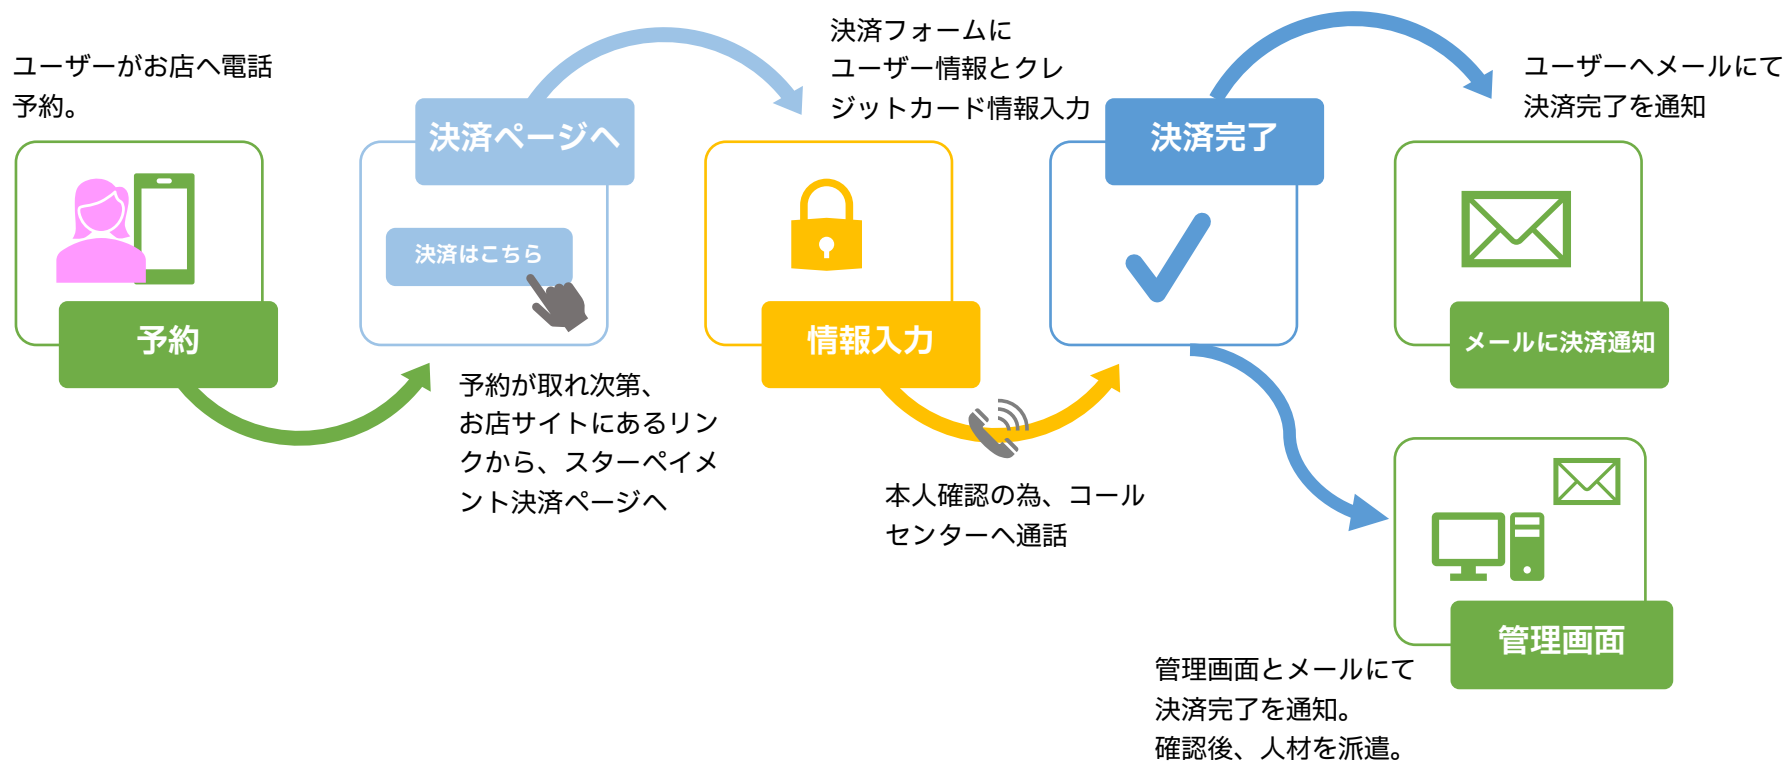 ユーザーがお店へ電話
予約。
予約
決済ページへ
決済はこちら
予約が取れ次第、
お店サイトにあるリン
クから、スターペイメ
ント決済ページへ
決済フォームに
ユーザー情報とクレ
ジットカード情報入力
情報入力
本人確認の為、コール
センターへ通話
決済完了
ユーザーへメールにて
決済完了を通知
メールに決済通知
管理画面
管理画面とメールにて
決済完了を通知。
確認後、人材を派遣。